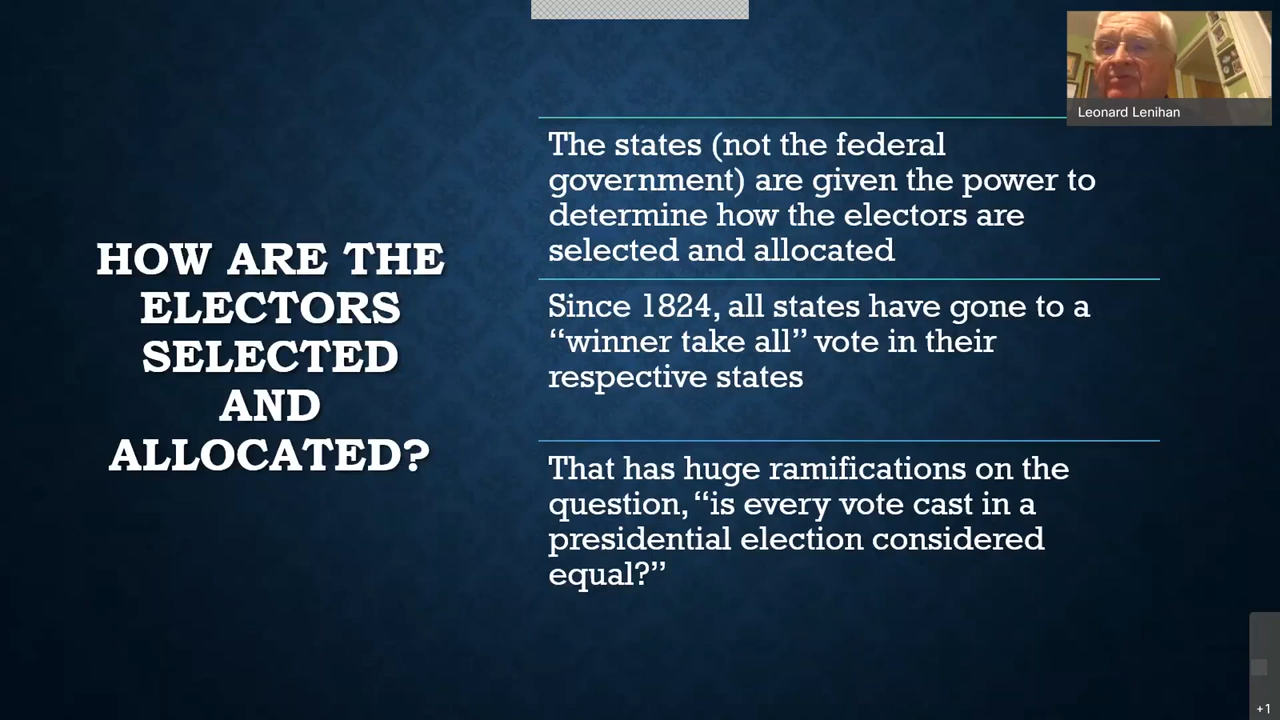 HOW ARE THE
ELECTORS
SELECTED
AND
ALLOCATED?
The states (not the federal
government) are given the power to
determine how the electors are
selected and allocated
Since 1824, all states have gone to a
“winner take all” vote in their
respective states
That has huge ramifications on the
question, “is every vote cast in a
presidential election considered
equal?”
Leonard Lenihan
+1